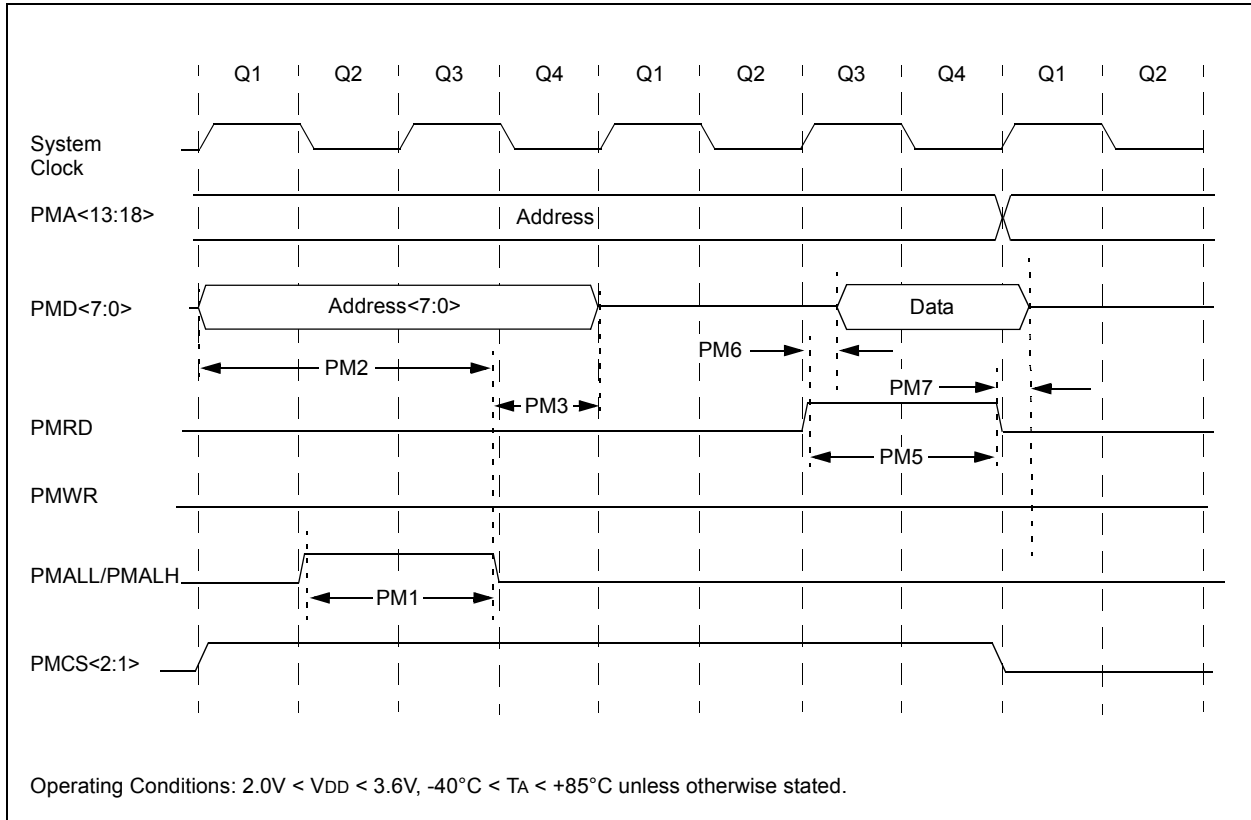 Q1 Q2 Q3 Q4 Q1 Q2 Q3 Q4 Q1 Q2
System
Clock
PMA<13:18>
Address
PMD<7:0>
Address<7:0>
Data
PM2
PM6
PM3
PM7
PMRD
PM5
PMWR
PMALL/PMALH
PM1
PMCS<2:1>
Operating Conditions: 2.0V < VDD < 3.6V, -40°C < TA < +85°C unless otherwise stated.